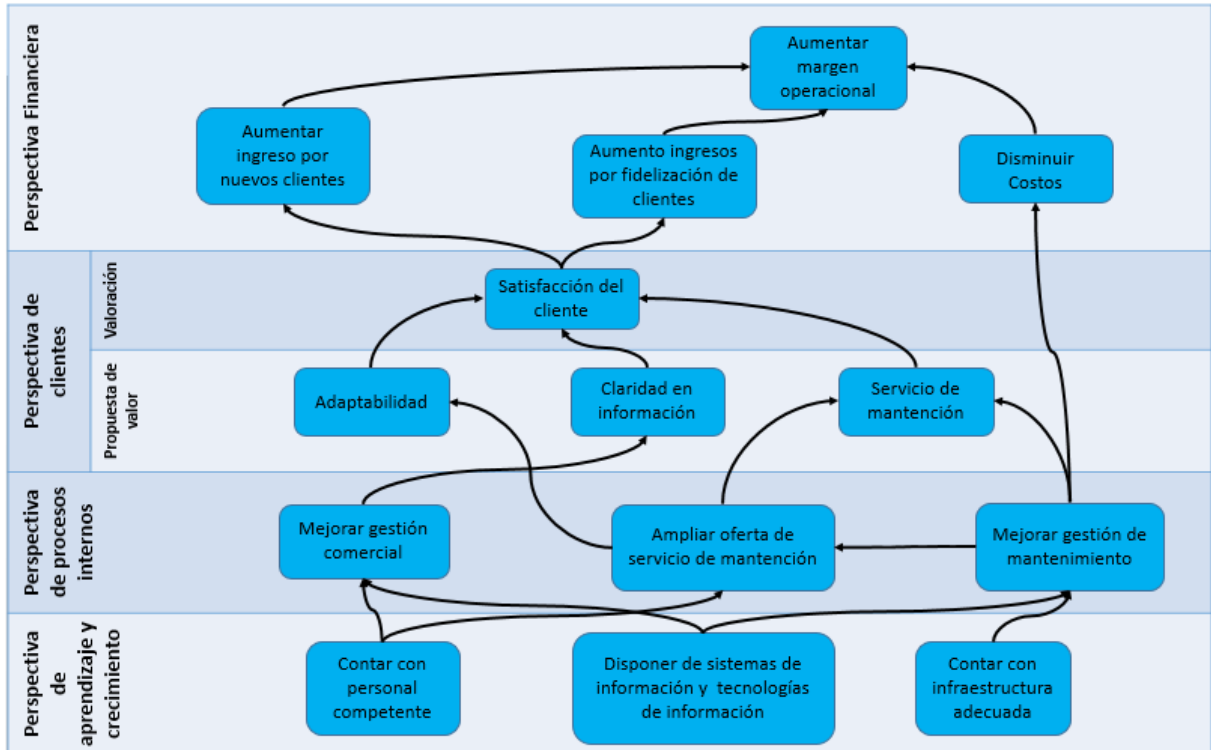 Perspectiva Financiera
Aumentar
margen
operacional
Aumentar
ingreso por
nuevos clientes
Aumento ingresos
por fidelización de
clientes
Disminuir
Costos
Perspectiva de
clientes
Valoración
Satisfacción del
cliente
Propuesta de
valor
Adaptabilidad
Claridad en
información
Servicio de
mantención
Perspectiva
de procesos
internos
Mejorar gestión
comercial
Ampliar oferta de
servicio de mantención
Mejorar gestión de
mantenimiento
Perspectiva
de
aprendizaje y
crecimiento
Contar con
personal
competente
Disponer de sistemas de
información y tecnologías
de información
Contar con
infraestructura
adecuada